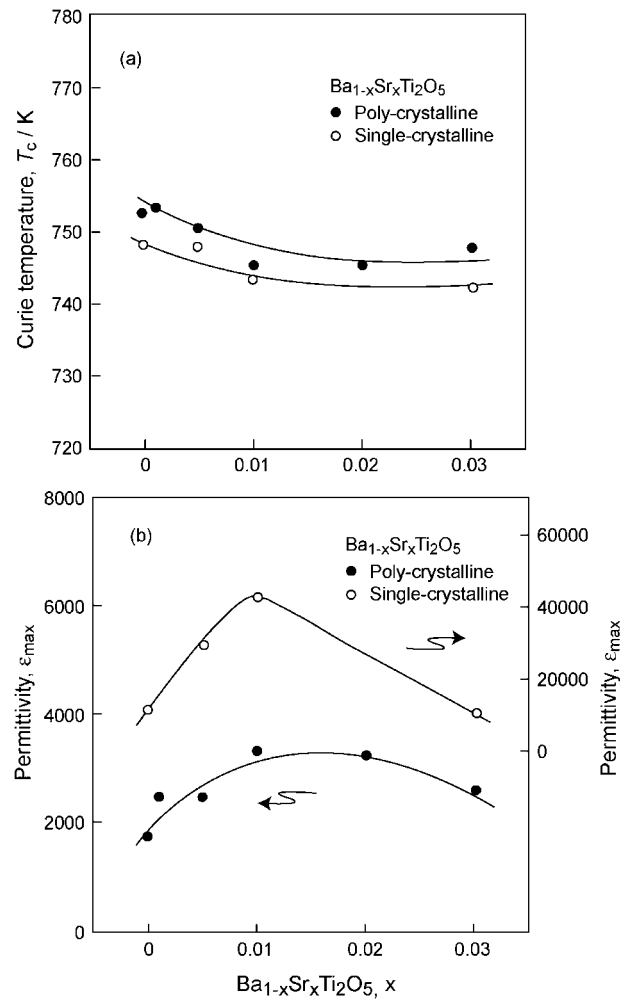 780
770
760
750
740
730
720
Curie temperature, Tc / K
(a)
Ba1-xSrxTi2O5
Poly-crystalline
Single-crystalline
0 0.01 0.02 0.03
8000
6000
4000
2000
0
Permittivity, εmax
(b)
Ba1-xSrxTi2O5
Poly-crystalline
Single-crystalline
60000
40000
20000
0
Permittivity, εmax
0 0.01 0.02 0.03
Ba1-xSrxTi2O5, x